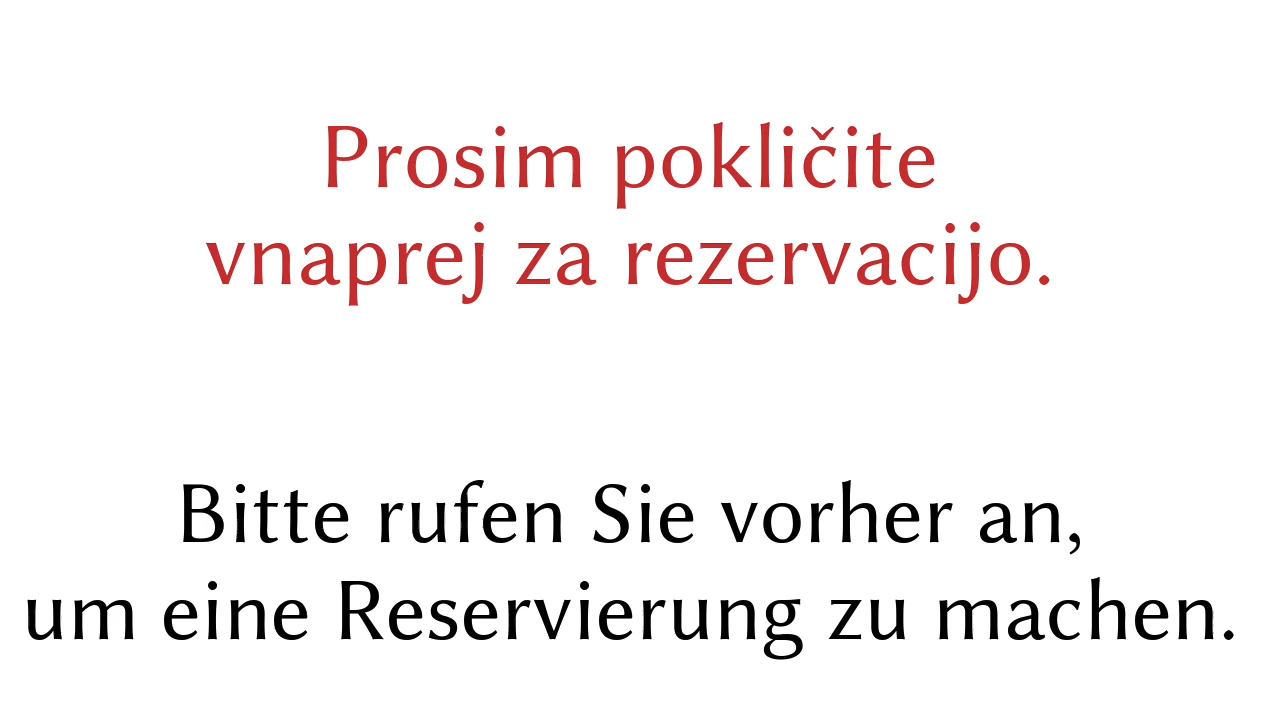 Prosim pokličite
vnaprej za rezervacijo.
Bitte rufen Sie vorher an,
um eine Reservierung zu machen.